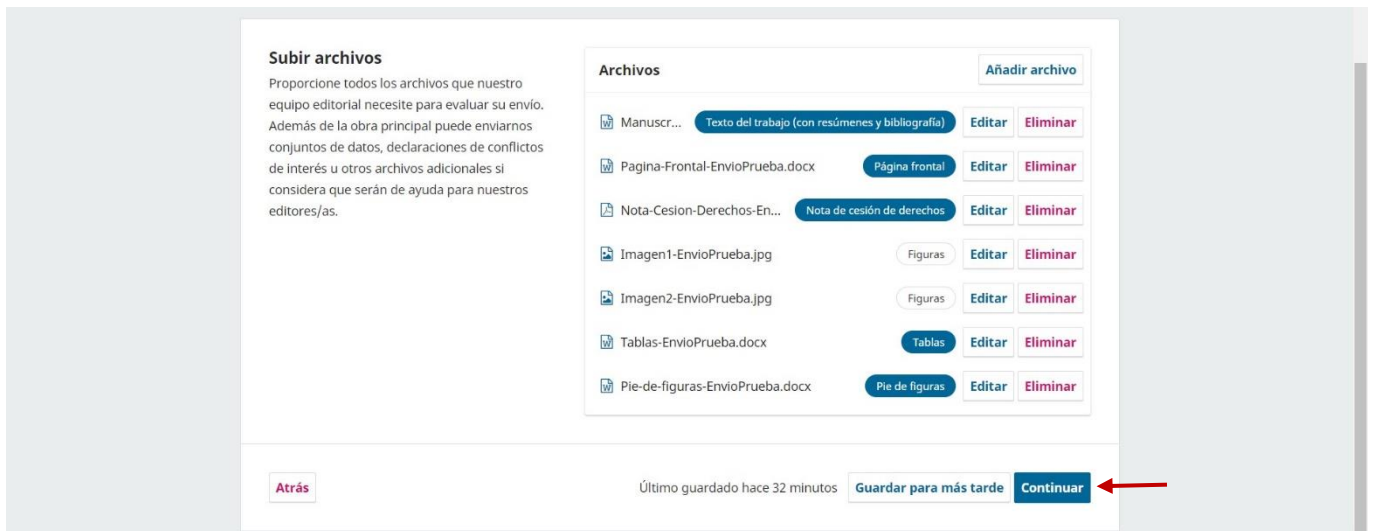 Subir archivos
Proporcione todos los archivos que nuestro
equipo editorial necesite para evaluar su envío.
Además de la obra principal puede enviarnos
conjuntos de datos, declaraciones de conflictos
de interés u otros archivos adicionales si
considera que serán de ayuda para nuestros
editores/as.
Archivos Añadir archivo
Manuscr... Texto del trabajo (con resúmenes y bibliografía) Editar Eliminar
Pagina-Frontal-EnvioPrueba.docx Página frontal Editar Eliminar
Nota-Cesion-Derechos-En... Nota de cesión de derechos Editar Eliminar
Imagen1-EnvioPrueba.jpg Figuras Editar Eliminar
Imagen2-EnvioPrueba.jpg Figuras Editar Eliminar
Tablas-EnvioPrueba.docx Tablas Editar Eliminar
Pie-de-figuras-EnvioPrueba.docx Pie de figuras Editar Eliminar
Atrás Último guardado hace 32 minutos Guardar para más tarde Continuar